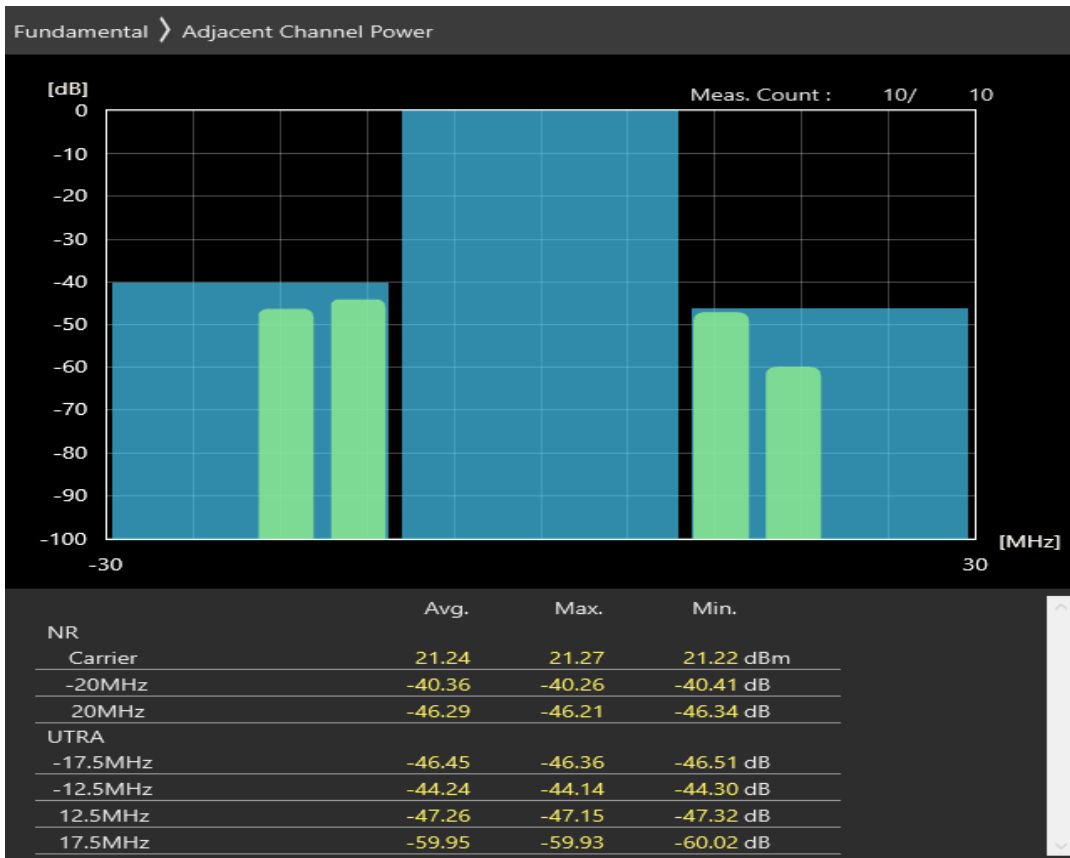 Fundamental 〉 Adjacent Channel Power
[dB]
Meas. Count : 10/ 10
0
-10
-20
-30
-40
-50
-60
-70
-80
-90
-100
[MHz]
-30 30
Avg. Max. Min.
NR
Carrier 21.24 21.27 21.22 dBm
-20MHz -40.36 -40.26 -40.41 dB
20MHz -46.29 -46.21 -46.34 dB
UTRA
-17.5MHz -46.45 -46.36 -46.51 dB
-12.5MHz -44.24 -44.14 -44.30 dB
12.5MHz -47.26 -47.15 -47.32 dB
17.5MHz -59.95 -59.93 -60.02 dB